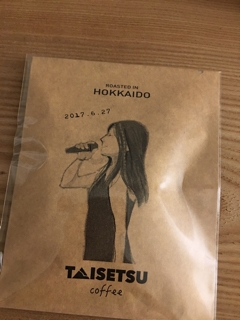 ROASTED IN
HOKKAIDO
2017.6.27
TAISETSU
coffee